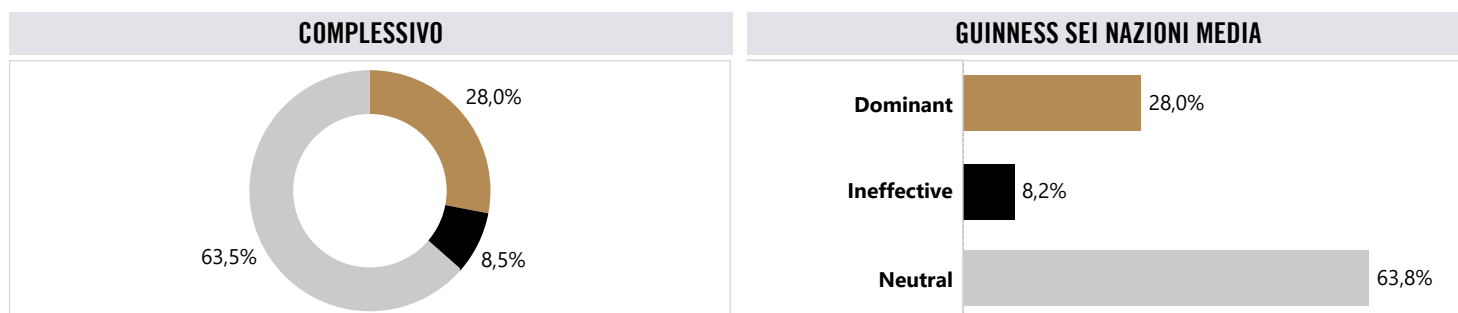 COMPLESSIVO
28,0%
63,5%
8,5%
GUINNESS SEI NAZIONI MEDIA
Dominant 28,0%
Ineffective 8,2%
Neutral 63,8%